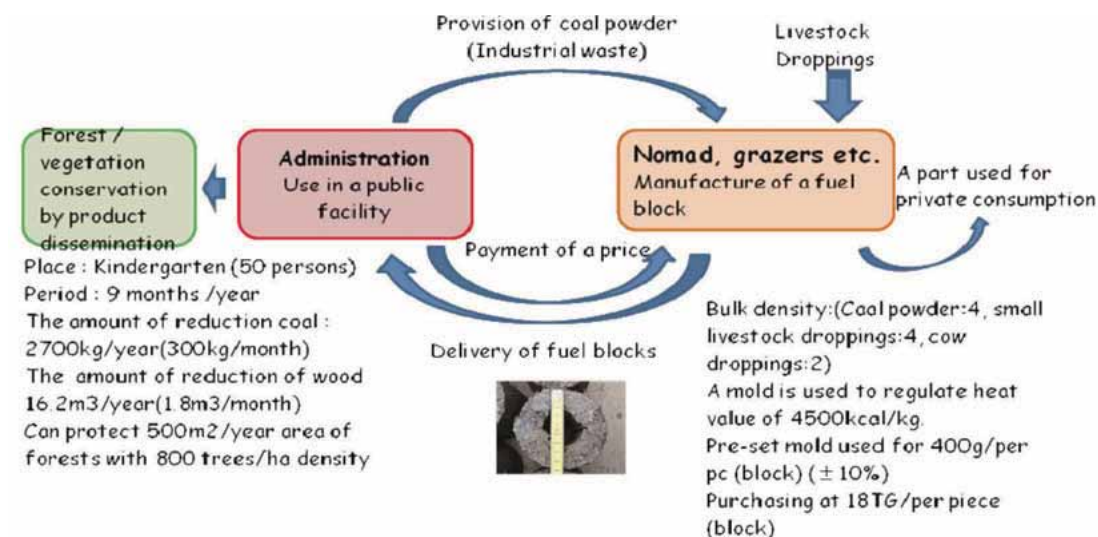 Provision of coal powder
(Industrial waste)
Livestock
Droppings
Forest /
vegetation
conservation
by product
dissemination
Administration
Use in a public
facility
Nomad, grazers etc.
Manufacture of a fuel
block
A part used for
private consumption
Payment of a price
Delivery of fuel blocks
Place : Kindergarten (50 persons)
Period : 9 months /year
The amount of reduction coal :
2700kg/year(300kg/month)
The amount of reduction of wood
16.2m3/year(1.8m3/month)
Can protect 500m2/year area of
forests with 800 trees/ha density
Bulk density:(Coal powder:4, small
livestock droppings:4, cow
droppings:2)
A mold is used to regulate heat
value of 4500kcal/kg.
Pre-set mold used for 400g/per
pc (block) (±10%)
Purchasing at 18TG/per piece
(block)